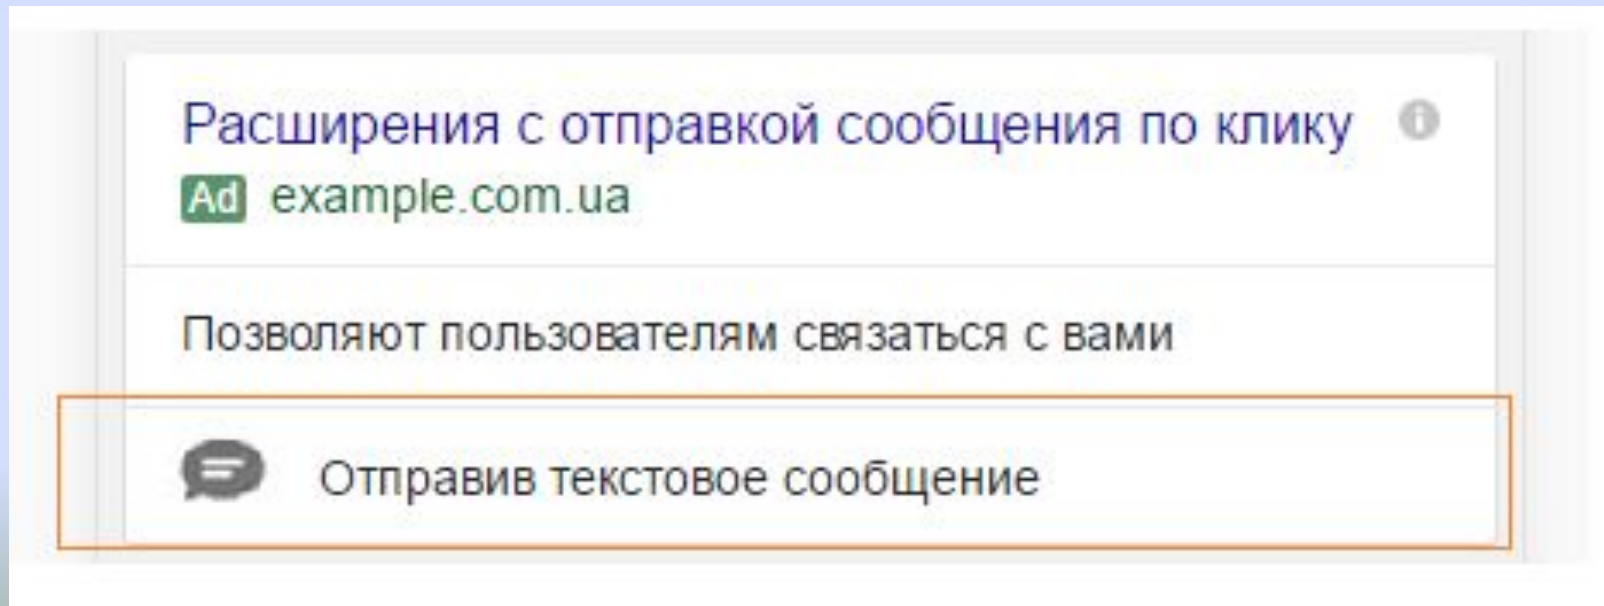 Расширения с отправкой сообщения по клику
Ad example.com.ua
Позволяют пользователям связаться с вами
Отправив текстовое сообщение